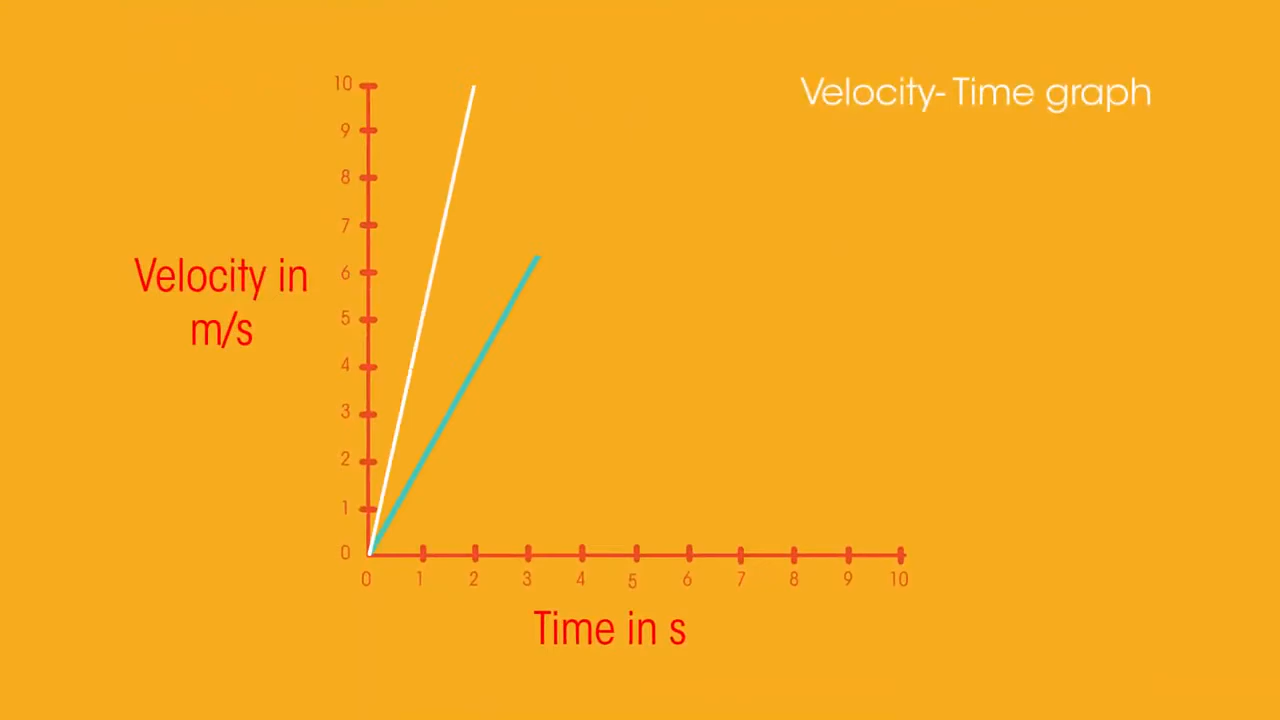 Velocity- Time graph
10
9
8
7
6
5
4
3
2
1
0
Velocity in
m/s
0 1 2 3 4 5 6 7 8 9 10
Time in s